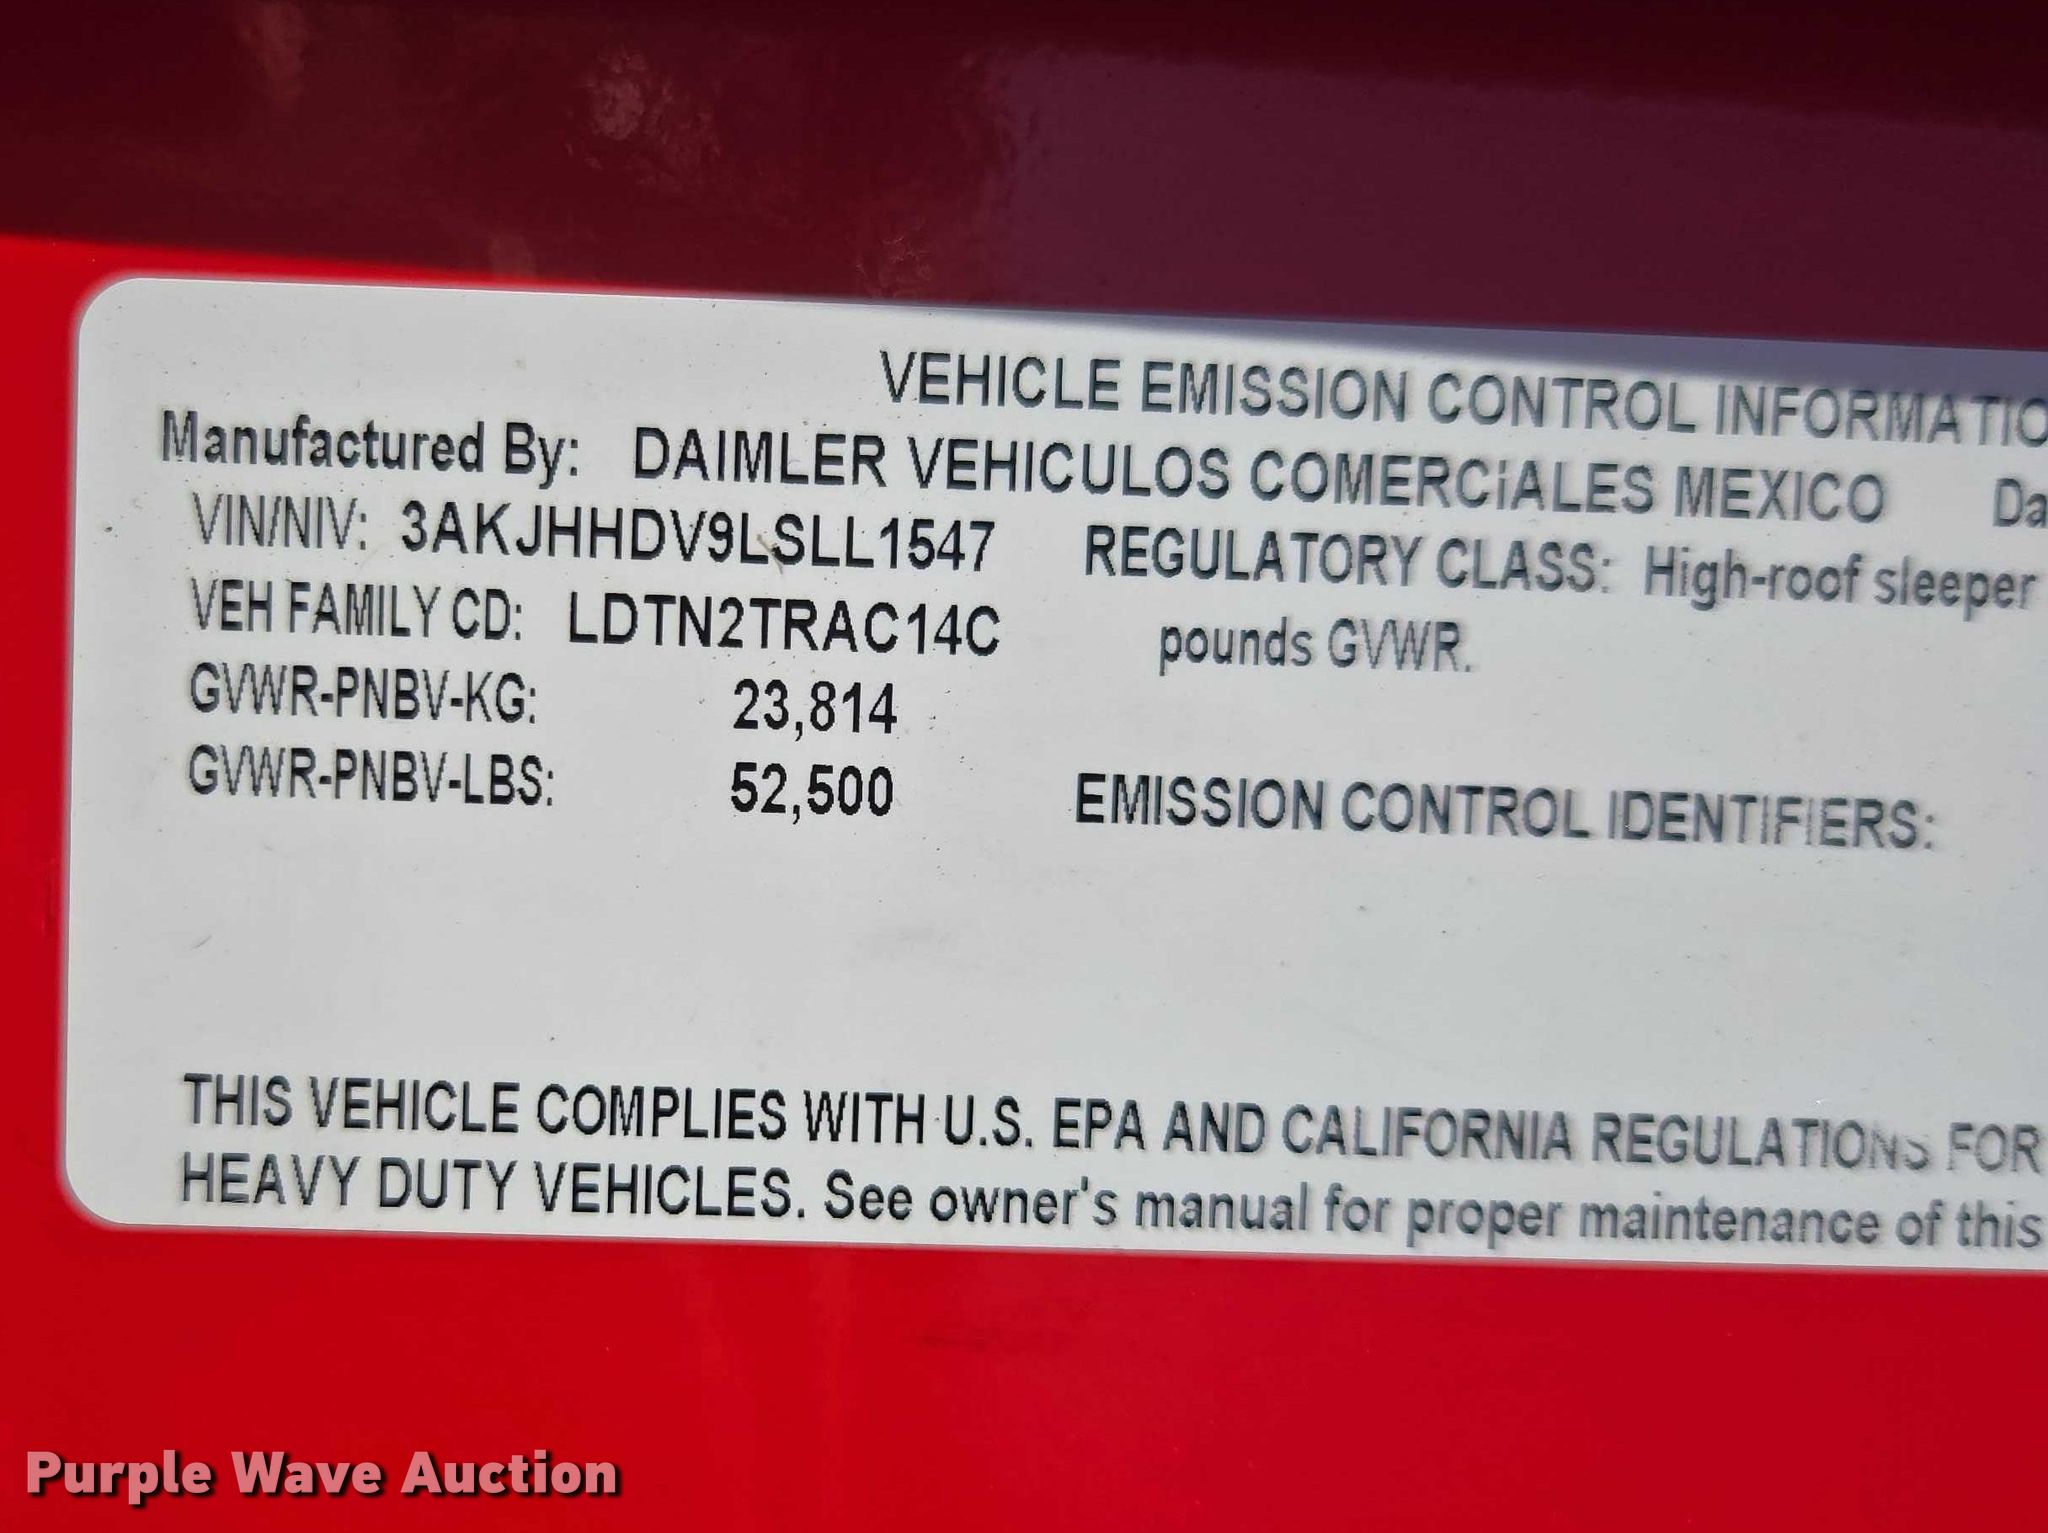 VEHICLE EMISSION CONTROL INFORMATIO
Manufactured By: DAIMLER VEHICULOS COMERCiALES MEXICO Da
VIN/NIV: 3AKJHHDV9LSLL1547 REGULATORY CLASS: High-roof sleeper
VEH FAMILY CD: LDTN2TRAC14C pounds GVWR.
GVWR-PNBV-KG: 23,814
GVWR-PNBV-LBS: 52,500 EMISSION CONTROL IDENTIFIERS:
THIS VEHICLE COMPLIES WITH U.S. EPA AND CALIFORNIA REGULATIONS FOR
HEAVY DUTY VEHICLES. See owner's manual for proper maintenance of this
Purple Wave Auction